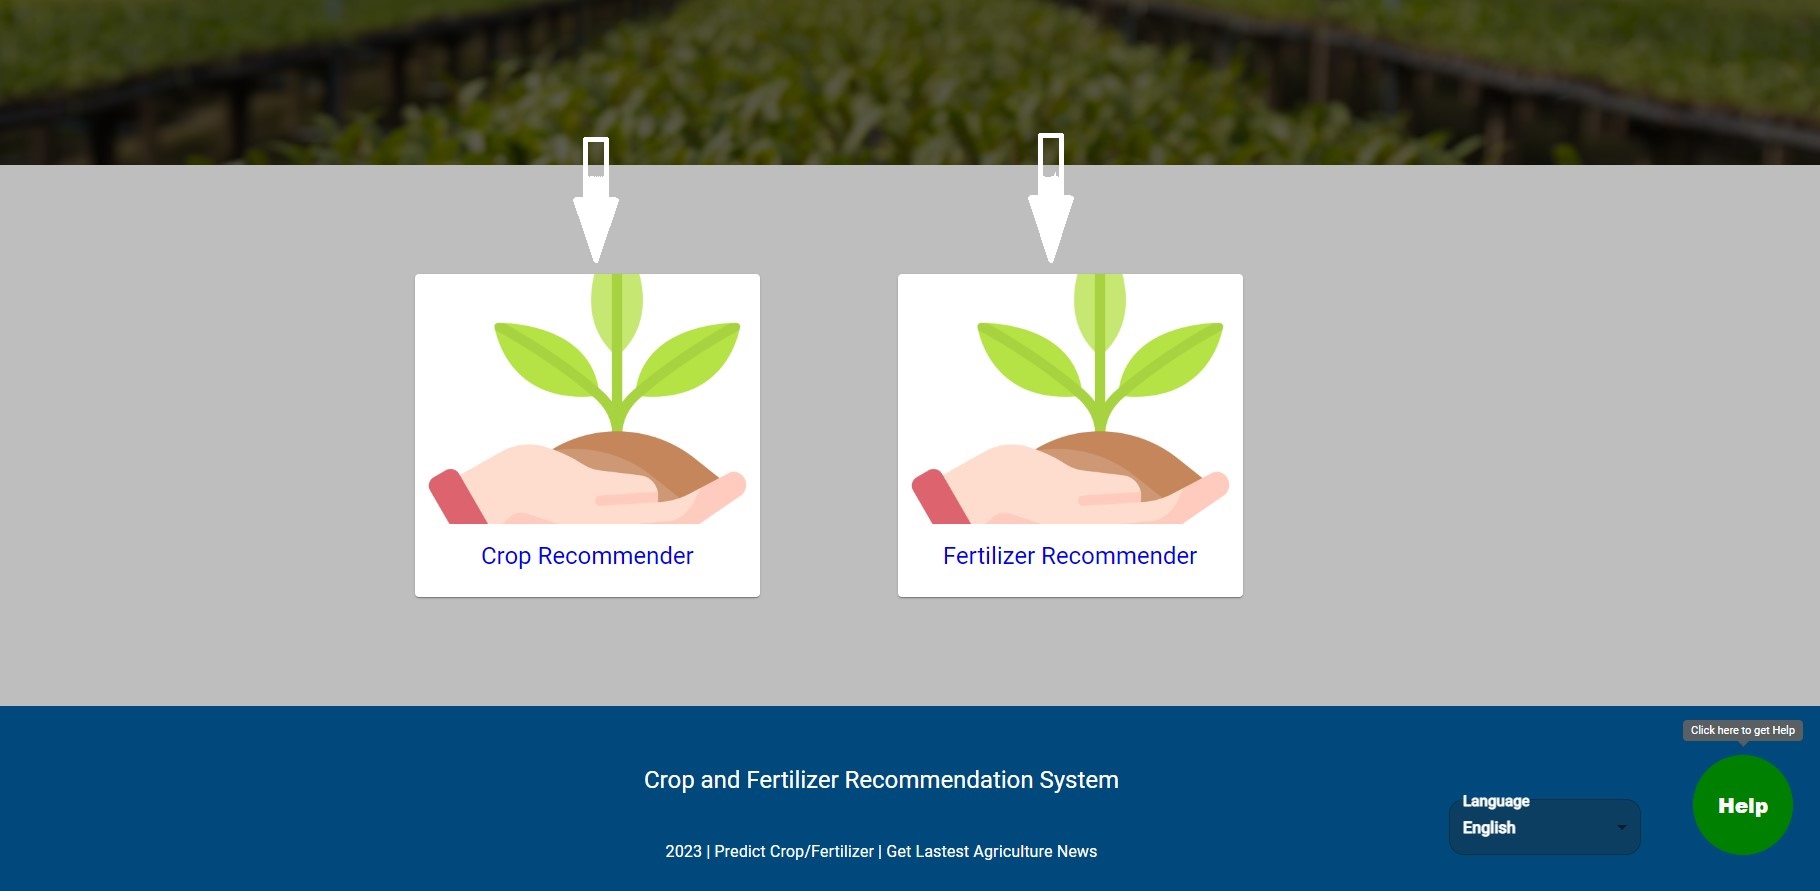 Crop Recommender
Fertilizer Recommender
Click here to get Help
Crop and Fertilizer Recommendation System
Language
English
Help
2023 | Predict Crop/Fertilizer | Get Lastest Agriculture News